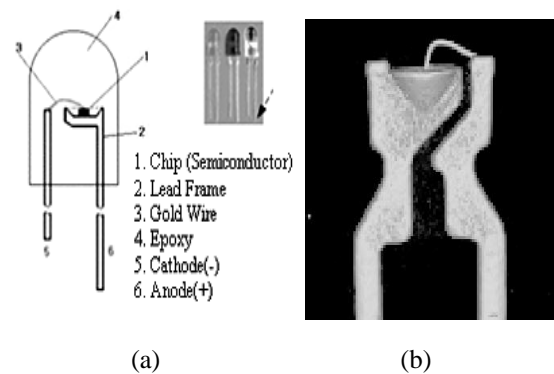 4
3
1
2
5
6
1. Chip (Semiconductor)
2. Lead Frame
3. Gold Wire
4. Epoxy
5. Cathode(-)
6. Anode(+)
(a)
(b)